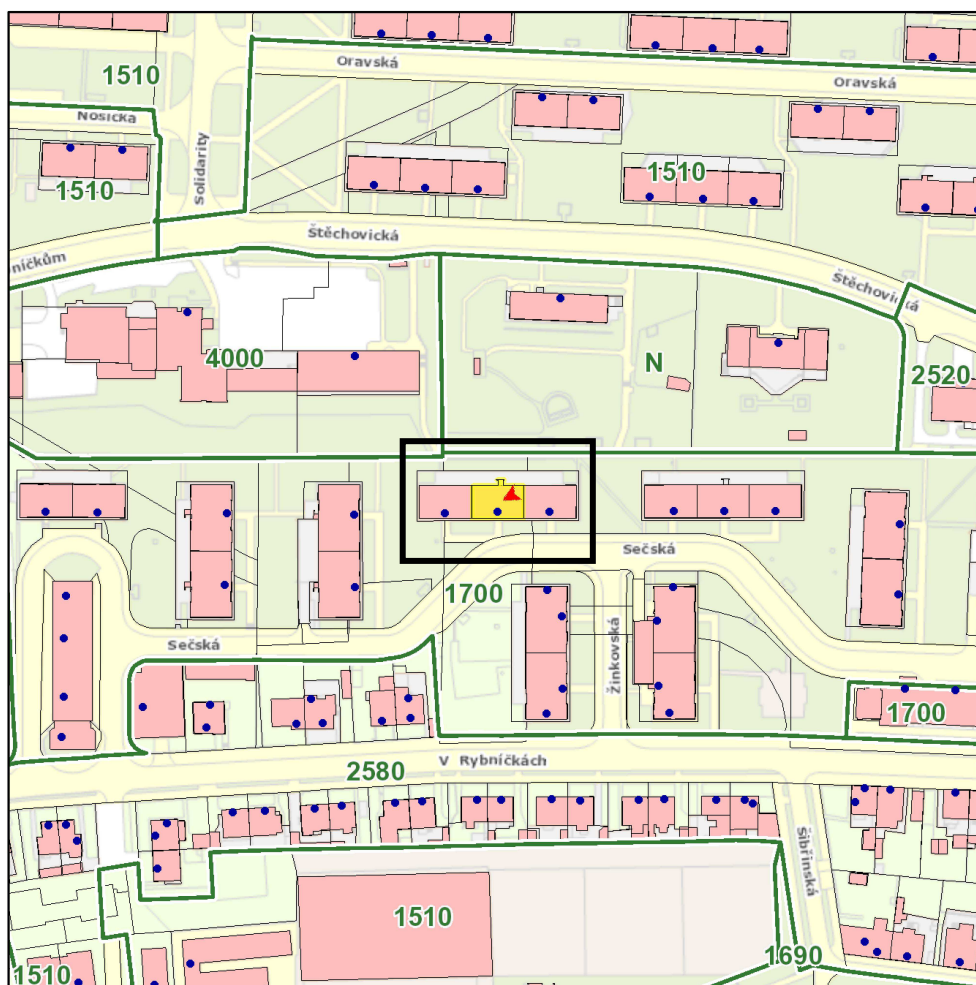 Oravská
Oravská
1510
Nosická
Solidarity
1510
1510
Štěchovická
níčkům
Štěchovická
4000
N
2520
Sečská
1700
Sečská
Žinkovská
1700
V Rybníčkách
2580
Šibřinská
1510
1690
1510